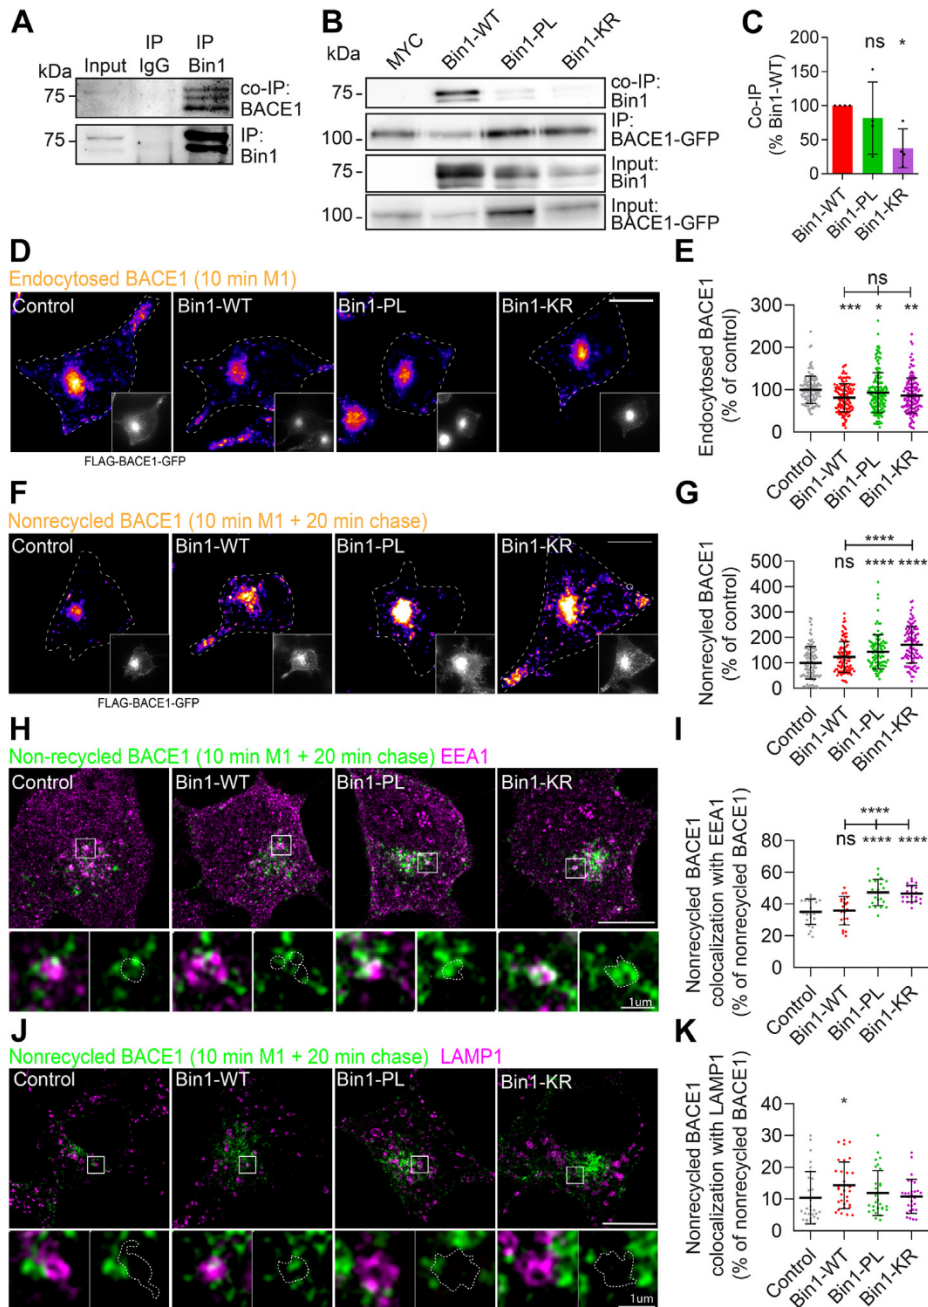 A
kDa
Input
IP
IgG
IP
Bin1
75
co-IP:
BACE1
75
IP:
Bin1
B
kDa
MYC
Bin1-WT
Bin1-PL
Bin1-KR
75
co-IP:
Bin1
100
IP:
BACE1-GFP
75
Input:
Bin1
100
Input:
BACE1-GFP
C
Co-IP
(% Bin1-WT)
200
150
100
50
0
ns
*
Bin1-WT
Bin1-PL
Bin1-KR
D
Endocytosed BACE1 (10 min M1)
Control
Bin1-WT
Bin1-PL
Bin1-KR
FLAG-BACE1-GFP
E
Endocytosed BACE1
(% of control)
300
200
100
0
ns
***
*
**
Control
Bin1-WT
Bin1-PL
Bin1-KR
F
Nonrecycled BACE1 (10 min M1 + 20 min chase)
Control
Bin1-WT
Bin1-PL
Bin1-KR
FLAG-BACE1-GFP
G
Nonrecyled BACE1
(% of control)
500
400
300
200
100
0
****
ns
****
****
Control
Bin1-WT
Bin1-PL
Binn1-KR
H
Non-recycled BACE1 (10 min M1 + 20 min chase) EEA1
Control
Bin1-WT
Bin1-PL
Bin1-KR
1um
I
Nonrecycled BACE1
colocalization with EEA1
(% of nonrecycled BACE1)
80
60
40
20
0
****
ns
****
****
Control
Bin1-WT
Bin1-PL
Bin1-KR
J
Nonrecycled BACE1 (10 min M1 + 20 min chase) LAMP1
Control
Bin1-WT
Bin1-PL
Bin1-KR
1um
K
Nonrecycled BACE1
colocalization with LAMP1
(% of nonrecycled BACE1)
40
30
20
10
0
*
Control
Bin1-WT
Bin1-PL
Bin1-KR